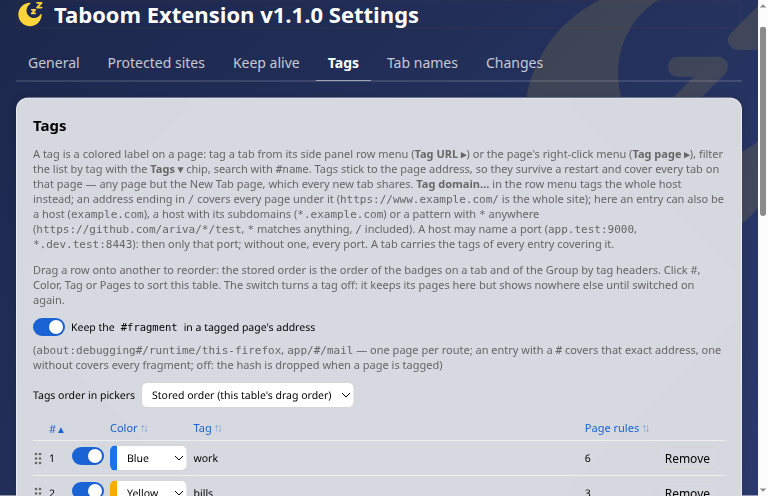 Taboom Extension v1.1.0 Settings
General Protected sites Keep alive Tags Tab names Changes
Tags
A tag is a colored label on a page: tag a tab from its side panel row menu (Tag URL ▸) or the page's right-click menu (Tag page ▸), filter
the list by tag with the Tags ▾ chip, search with #name. Tags stick to the page address, so they survive a restart and cover every tab on
that page — any page but the New Tab page, which every new tab shares. Tag domain... in the row menu tags the whole host
instead; an address ending in / covers every page under it (https://www.example.com/ is the whole site); here an entry can also be
a host (example.com), a host with its subdomains (*.example.com) or a pattern with * anywhere
(https://github.com/ariva/*/test, * matches anything, / included). A host may name a port (app.test:9000,
*.dev.test:8443): then only that port; without one, every port. A tab carries the tags of every entry covering it.
Drag a row onto another to reorder: the stored order is the order of the badges on a tab and of the Group by tag headers. Click #,
Color, Tag or Pages to sort this table. The switch turns a tag off: it keeps its pages here but shows nowhere else until switched on
again.
Keep the #fragment in a tagged page's address
(about:debugging#/runtime/this-firefox, app/#/mail — one page per route; an entry with a # covers that exact address, one
without covers every fragment; off: the hash is dropped when a page is tagged)
Tags order in pickers Stored order (this table's drag order)
#▲ Color ⇅ Tag ⇅ Page rules ⇅
1 Blue work 6 Remove
2 Yellow bills 3 Remove